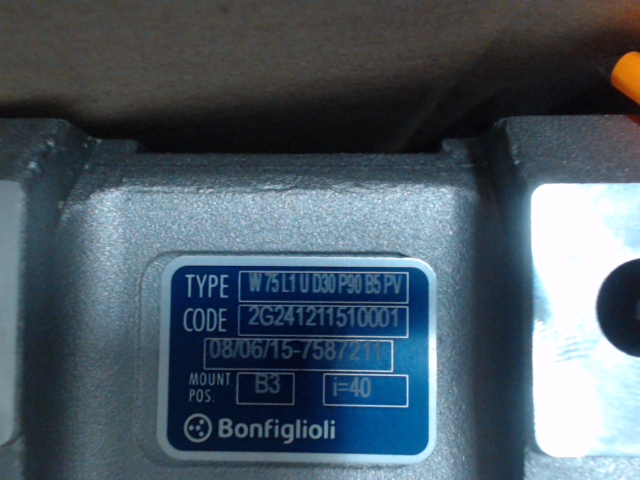 TYPE W 75 L1 U D30 P90 B5 PV
CODE 2G241211510001
08/06/15-7587211
MOUNT. POS. B3 i=40
Bonfiglioli